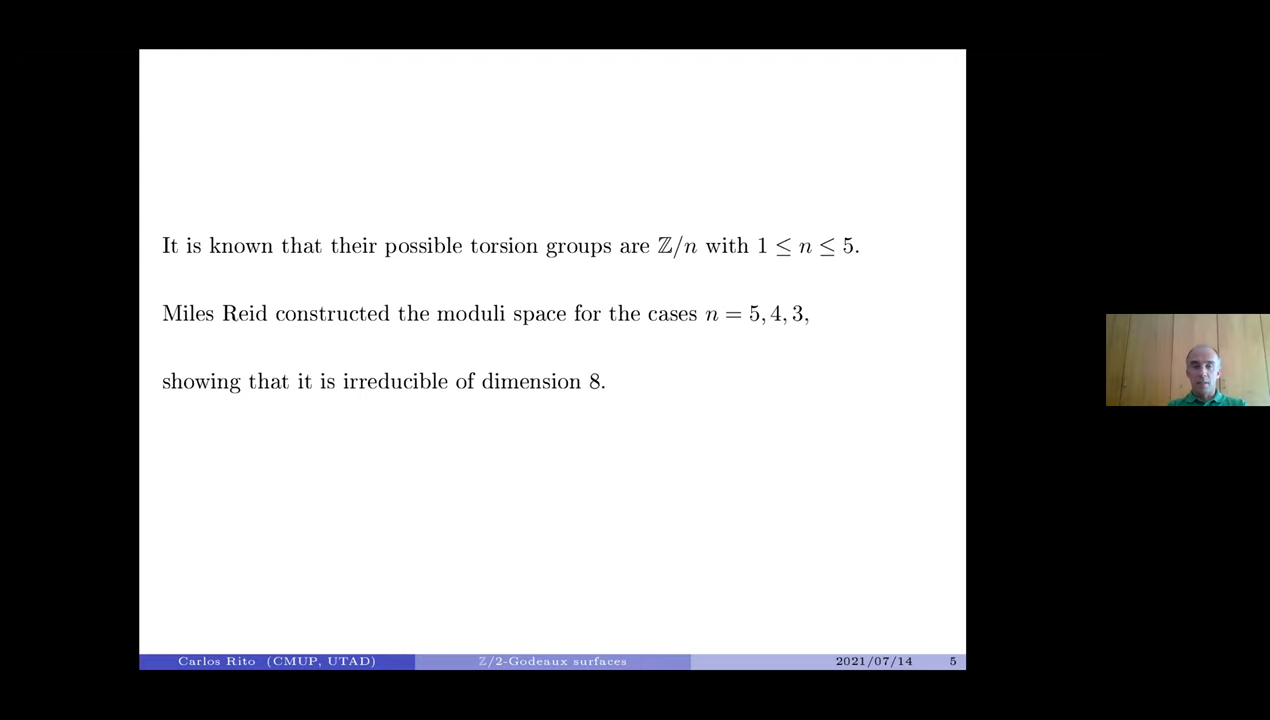 It is known that their possible torsion groups are ℤ/n with 1 ≤ n ≤ 5.
Miles Reid constructed the moduli space for the cases n = 5, 4, 3,
showing that it is irreducible of dimension 8.
Carlos Rito (CMUP, UTAD) ℤ/2-Godeaux surfaces 2021/07/14 5